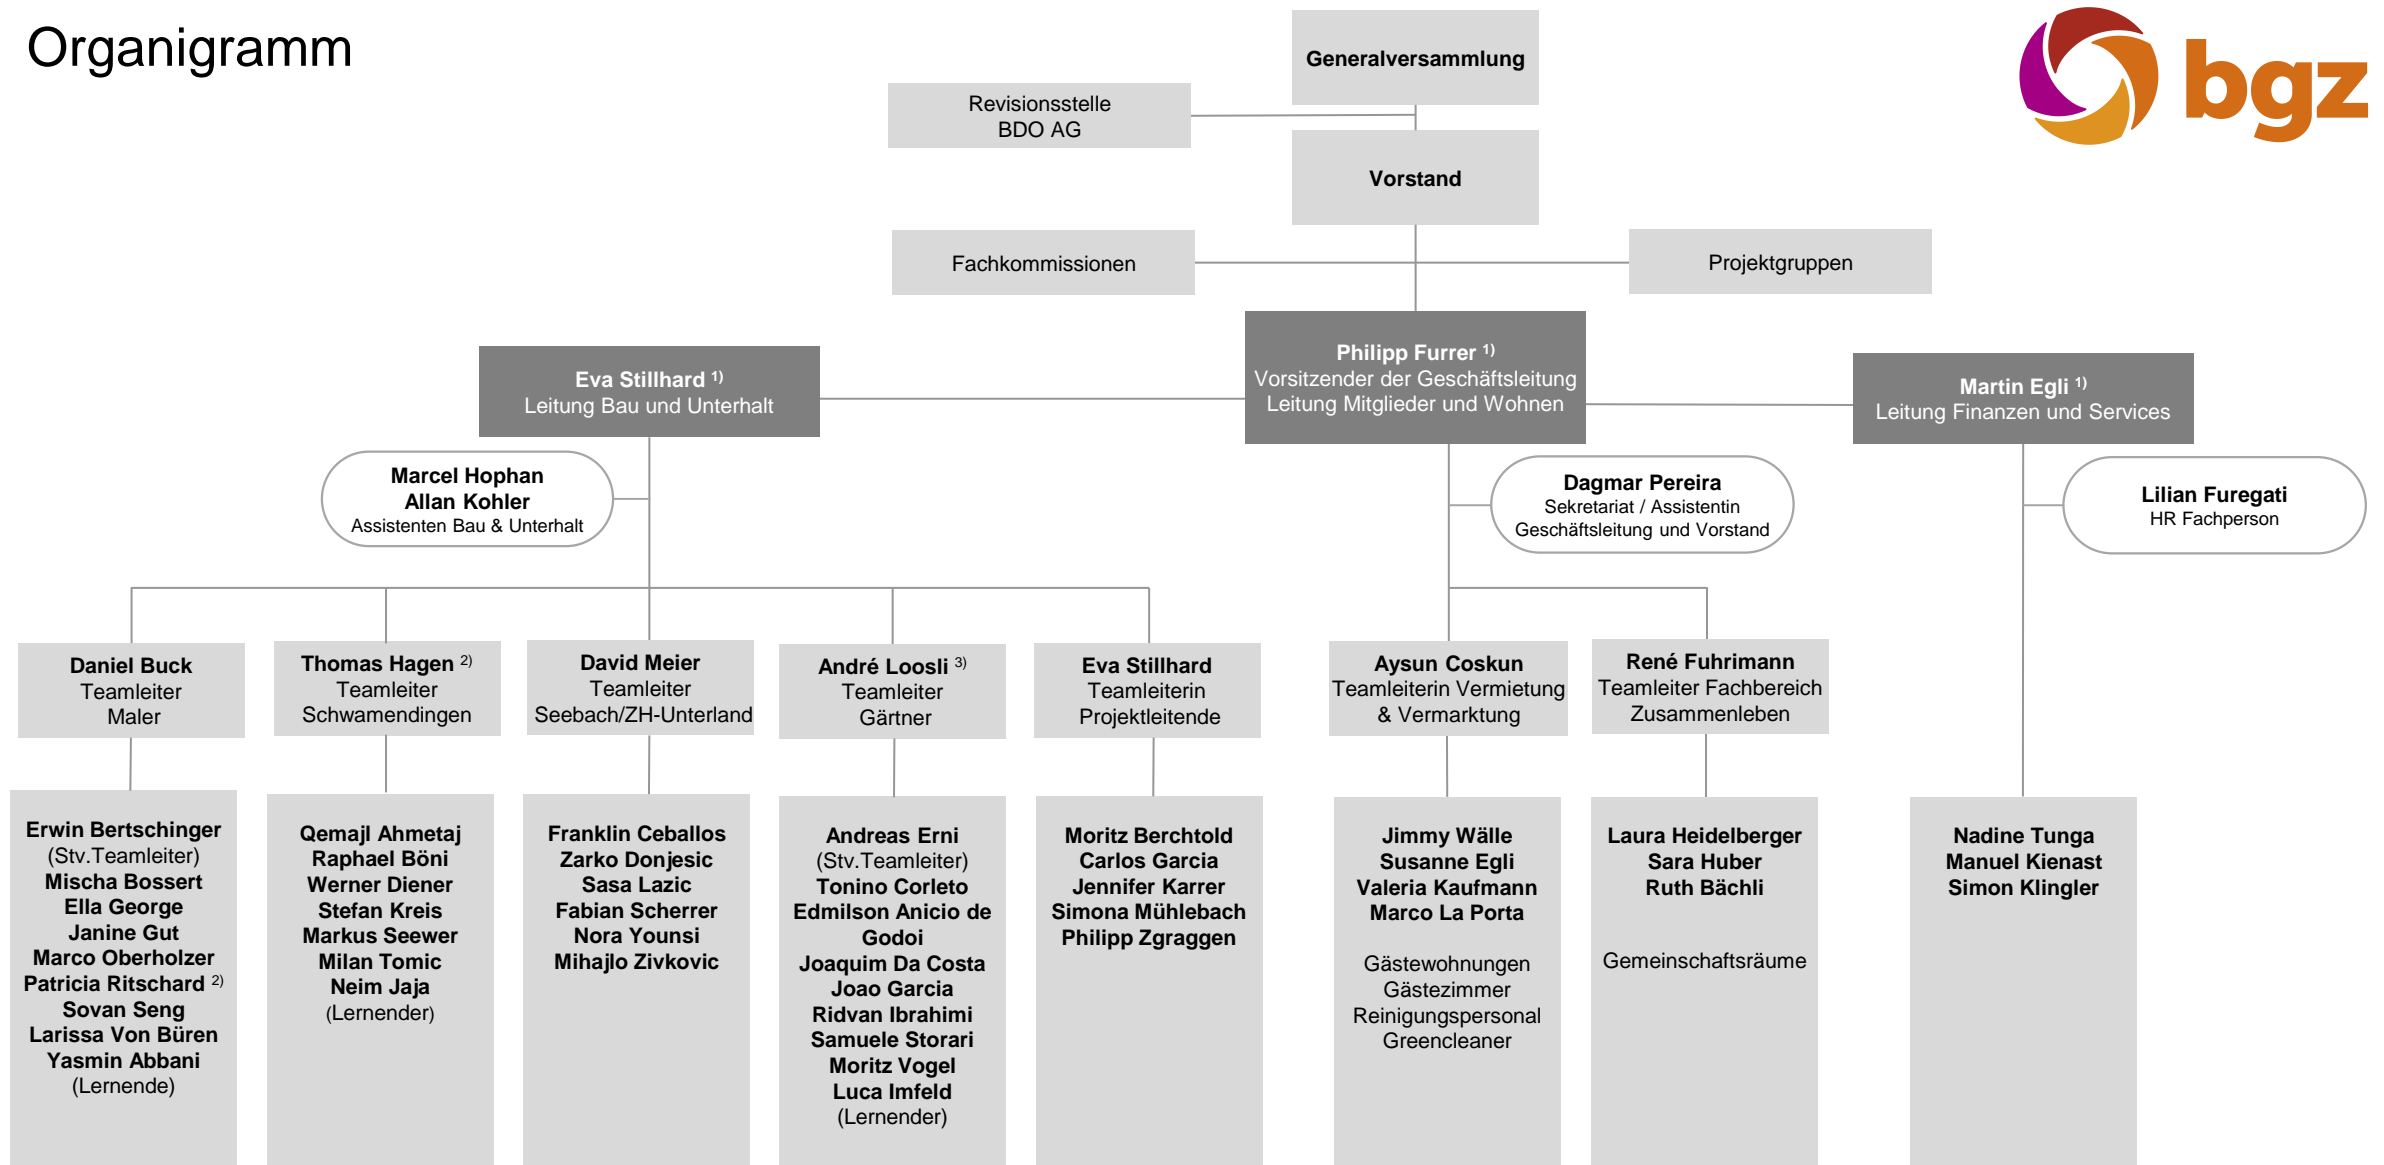 Organigramm
bgz
Generalversammlung
Revisionsstelle
BDO AG
Vorstand
Fachkommissionen
Projektgruppen
Eva Stillhard 1)
Leitung Bau und Unterhalt
Philipp Furrer 1)
Vorsitzender der Geschäftsleitung
Leitung Mitglieder und Wohnen
Martin Egli 1)
Leitung Finanzen und Services
Marcel Hophan
Allan Kohler
Assistenten Bau & Unterhalt
Dagmar Pereira
Sekretariat / Assistentin
Geschäftsleitung und Vorstand
Lilian Furegati
HR Fachperson
Daniel Buck
Teamleiter
Maler
Thomas Hagen 2)
Teamleiter
Schwamendingen
David Meier
Teamleiter
Seebach/ZH-Unterland
André Loosli 3)
Teamleiter
Gärtner
Eva Stillhard
Teamleiterin
Projektleitende
Aysun Coskun
Teamleiterin Vermietung
& Vermarktung
René Fuhrimann
Teamleiter Fachbereich
Zusammenleben
Erwin Bertschinger
(Stv.Teamleiter)
Mischa Bossert
Ella George
Janine Gut
Marco Oberholzer
Patricia Ritschard 2)
Sovan Seng
Larissa Von Büren
Yasmin Abbani
(Lernende)
Qemajl Ahmetaj
Raphael Böni
Werner Diener
Stefan Kreis
Markus Seewer
Milan Tomic
Neim Jaja
(Lernender)
Franklin Ceballos
Zarko Donjesic
Sasa Lazic
Fabian Scherrer
Nora Younsi
Mihajlo Zivkovic
Andreas Erni
(Stv.Teamleiter)
Tonino Corleto
Edmilson Anicio de
Godoi
Joaquim Da Costa
Joao Garcia
Ridvan Ibrahimi
Samuele Storari
Moritz Vogel
Luca Imfeld
(Lernender)
Moritz Berchtold
Carlos Garcia
Jennifer Karrer
Simona Mühlebach
Philipp Zgraggen
Jimmy Wälle
Susanne Egli
Valeria Kaufmann
Marco La Porta
Gästewohnungen
Gästezimmer
Reinigungspersonal
Greencleaner
Laura Heidelberger
Sara Huber
Ruth Bächli
Gemeinschaftsräume
Nadine Tunga
Manuel Kienast
Simon Klingler